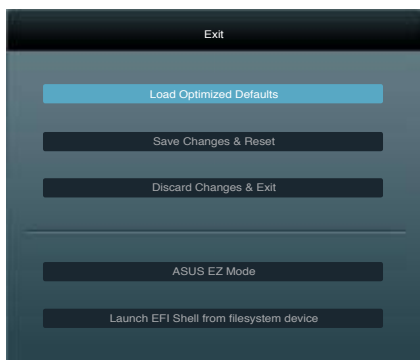 Exit
Load Optimized Defaults
Save Changes & Reset
Discard Changes & Exit
ASUS EZ Mode
Launch EFI Shell from filesystem device